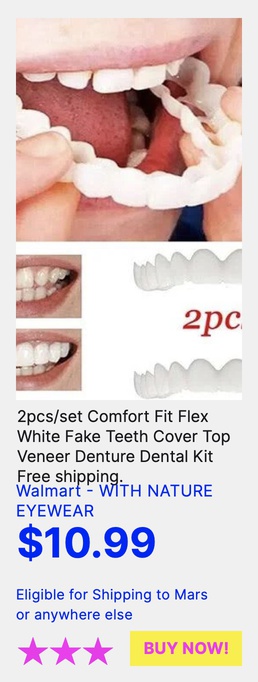 2pc
2pcs/set Comfort Fit Flex
White Fake Teeth Cover Top
Veneer Denture Dental Kit
Free shipping.
Walmart - WITH NATURE
EYEWEAR
$10.99
Eligible for Shipping to Mars
or anywhere else
BUY NOW!